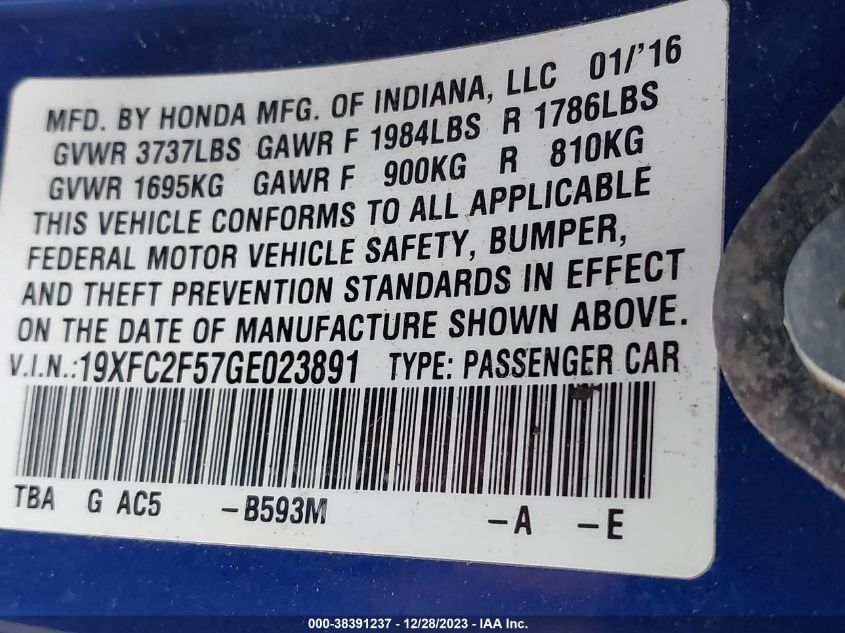 MFD. BY HONDA MFG. OF INDIANA, LLC 01/'16
GVWR 3737LBS GAWR F 1984LBS R 1786LBS
GVWR 1695KG GAWR F 900KG R 810KG
THIS VEHICLE CONFORMS TO ALL APPLICABLE
FEDERAL MOTOR VEHICLE SAFETY, BUMPER,
AND THEFT PREVENTION STANDARDS IN EFFECT
ON THE DATE OF MANUFACTURE SHOWN ABOVE.
V.I.N.:19XFC2F57GE023891 TYPE: PASSENGER CAR
TBA G AC5 -B593M -A -E
000-38391237 - 12/28/2023 - IAA Inc.